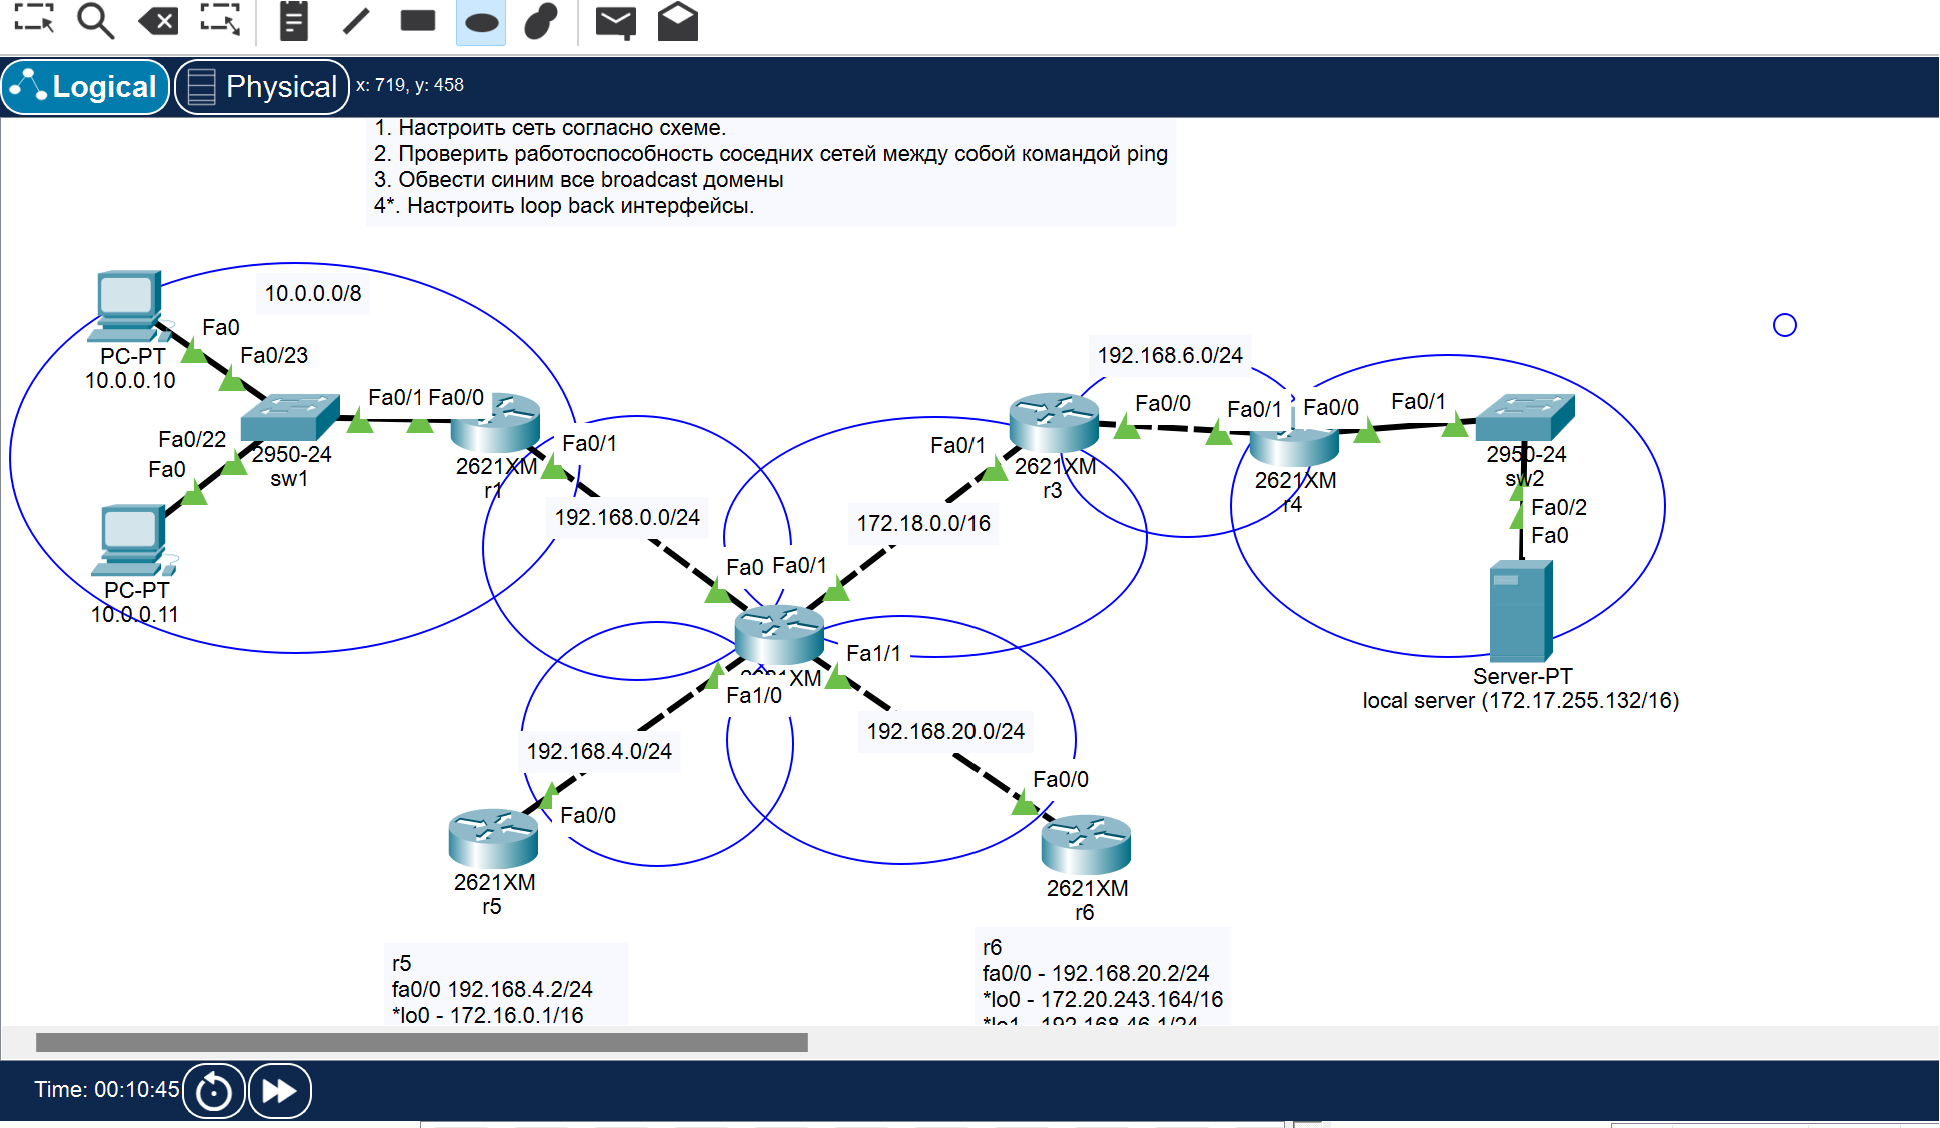 Logical
Physical
x: 719, y: 458
1. Настроить сеть согласно схеме.
2. Проверить работоспособность соседних сетей между собой командой ping
3. Обвести синим все broadcast домены
4*. Настроить loop back интерфейсы.
10.0.0.0/8
Fa0
Fa0/23
PC-PT
10.0.0.10
Fa0/1
Fa0/0
Fa0/22
Fa0
2950-24
sw1
2621XM
r1
Fa0/1
PC-PT
10.0.0.11
192.168.0.0/24
192.168.6.0/24
Fa0/0
Fa0/1
Fa0/0
Fa0/1
Fa0/1
2621XM
r3
2621XM
r4
2950-24
sw2
Fa0/2
Fa0
172.18.0.0/16
Fa0
Fa0/1
Server-PT
local server (172.17.255.132/16)
XM
Fa1/1
Fa1/0
192.168.4.0/24
192.168.20.0/24
Fa0/0
Fa0/0
2621XM
r5
2621XM
r6
r5
fa0/0 192.168.4.2/24
*lo0 - 172.16.0.1/16
r6
fa0/0 - 192.168.20.2/24
*lo0 - 172.20.243.164/16
*lo1 - 192.168.46.1/24
Time: 00:10:45